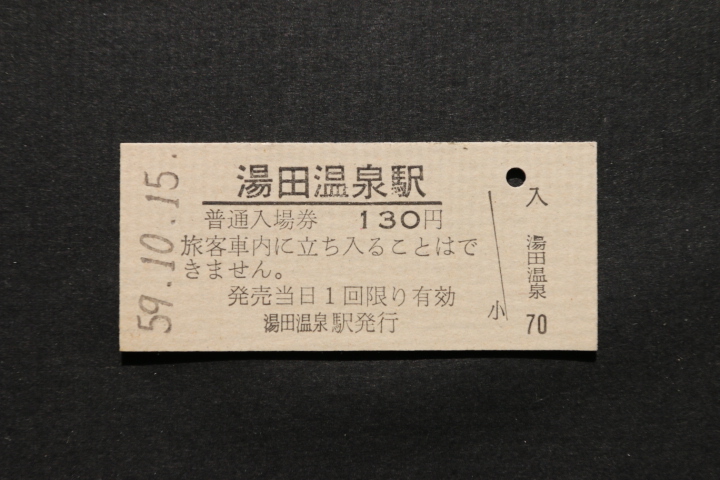 湯田温泉駅
普通入場券 130円
旅客車内に立ち入ることはで
きません。
発売当日1回限り有効
湯田温泉駅発行
59.10.15.
小
入
湯田温泉
70